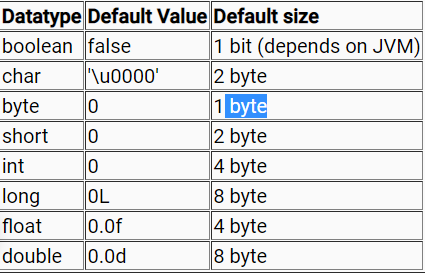 Datatype Default Value Default size
boolean false 1 bit (depends on JVM)
char '\u0000' 2 byte
byte 0 1 byte
short 0 2 byte
int 0 4 byte
long 0L 8 byte
float 0.0f 4 byte
double 0.0d 8 byte